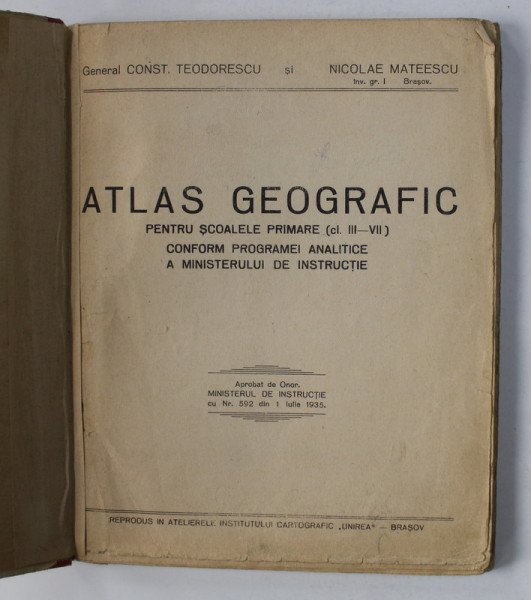 General CONST. TEODORESCU și NICOLAE MATEESCU
înv. gr. I Brașov.
ATLAS GEOGRAFIC
PENTRU ȘCOALELE PRIMARE (cl. III—VII)
CONFORM PROGRAMEI ANALITICE
A MINISTERULUI DE INSTRUCȚIE
Aprobat de Onor.
MINISTERUL DE INSTRUCȚIE
cu Nr. 592 din 1 Iulie 1935.
REPRODUS IN ATELIERELE INSTITUTULUI CARTOGRAFIC „UNIREA" – BRAȘOV